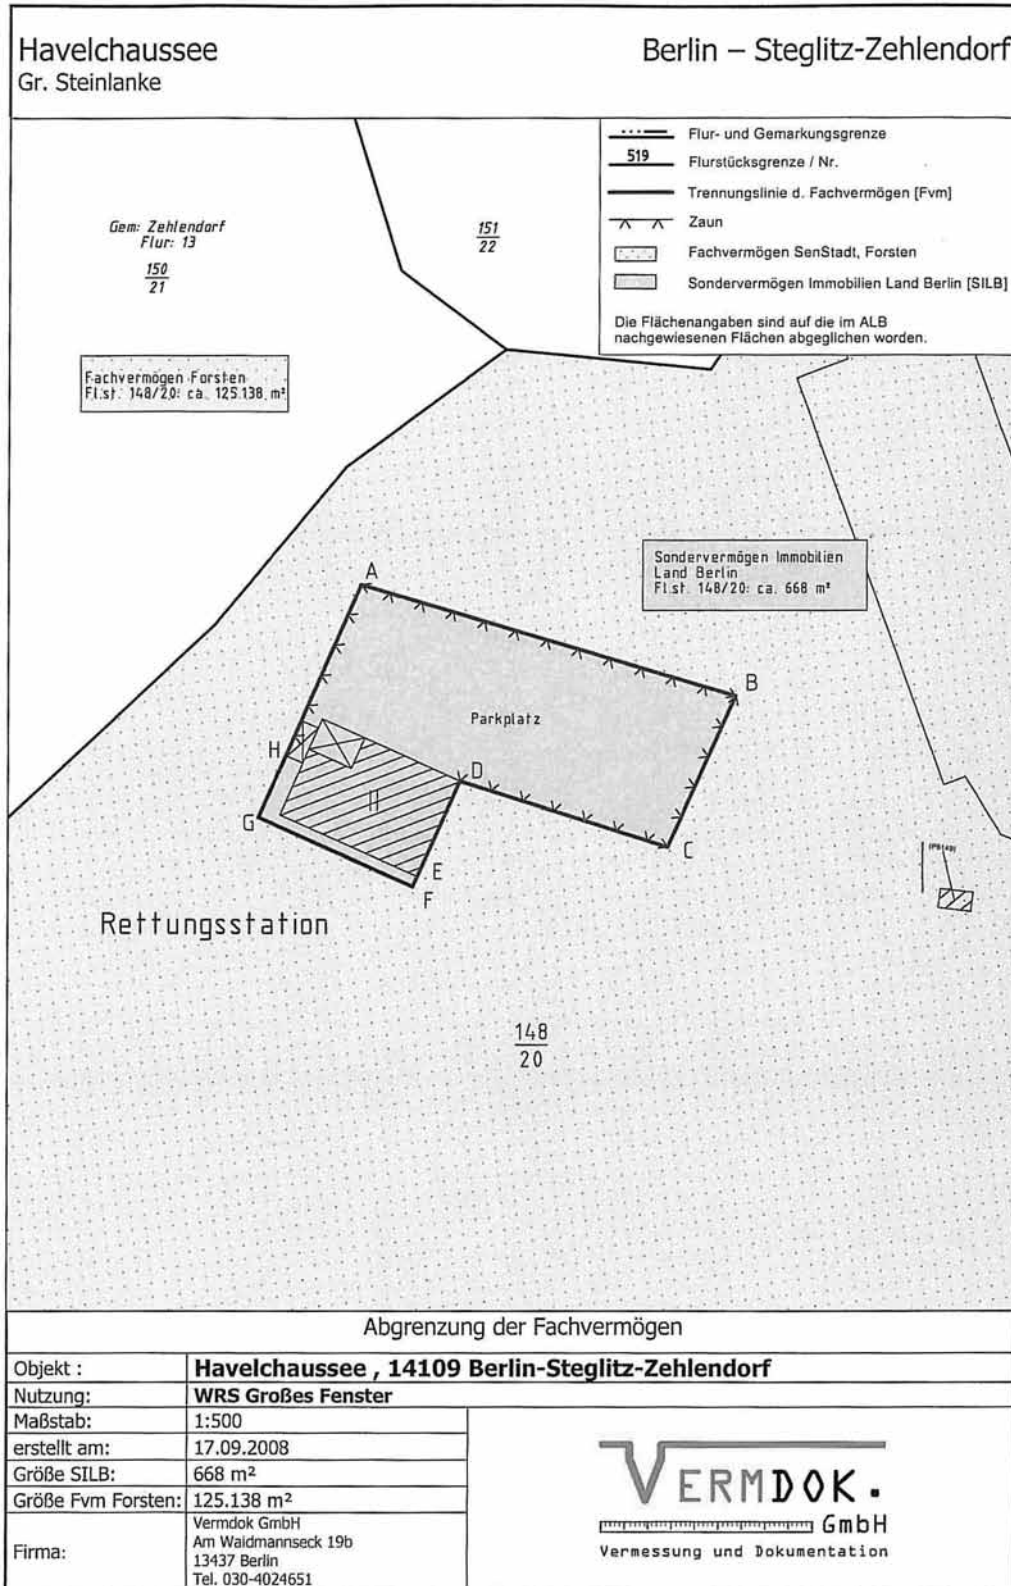 Havelchaussee
Gr. Steinlanke
Berlin – Steglitz-Zehlendorf
Flur- und Gemarkungsgrenze
519
Flurstücksgrenze / Nr.
Trennungslinie d. Fachvermögen [Fvm]
Zaun
Fachvermögen SenStadt, Forsten
Sondervermögen Immobilien Land Berlin [SILB]
Die Flächenangaben sind auf die im ALB
nachgewiesenen Flächen abgeglichen worden.
Gem: Zehlendorf
Flur: 13
150
21
151
22
Fachvermögen Forsten
Fl.st. 148/20: ca. 125.138 m²
Sondervermögen Immobilien
Land Berlin
Fl.st. 148/20: ca. 668 m²
A
B
Parkplatz
H
D
II
G
C
E
F
Rettungsstation
148
20
Abgrenzung der Fachvermögen
Objekt :
Havelchaussee , 14109 Berlin-Steglitz-Zehlendorf
Nutzung:
WRS Großes Fenster
Maßstab:
1:500
erstellt am:
17.09.2008
Größe SILB:
668 m²
Größe Fvm Forsten:
125.138 m²
Firma:
Vermdok GmbH
Am Waidmannseck 19b
13437 Berlin
Tel. 030-4024651
VERMDOK.
GmbH
Vermessung und Dokumentation